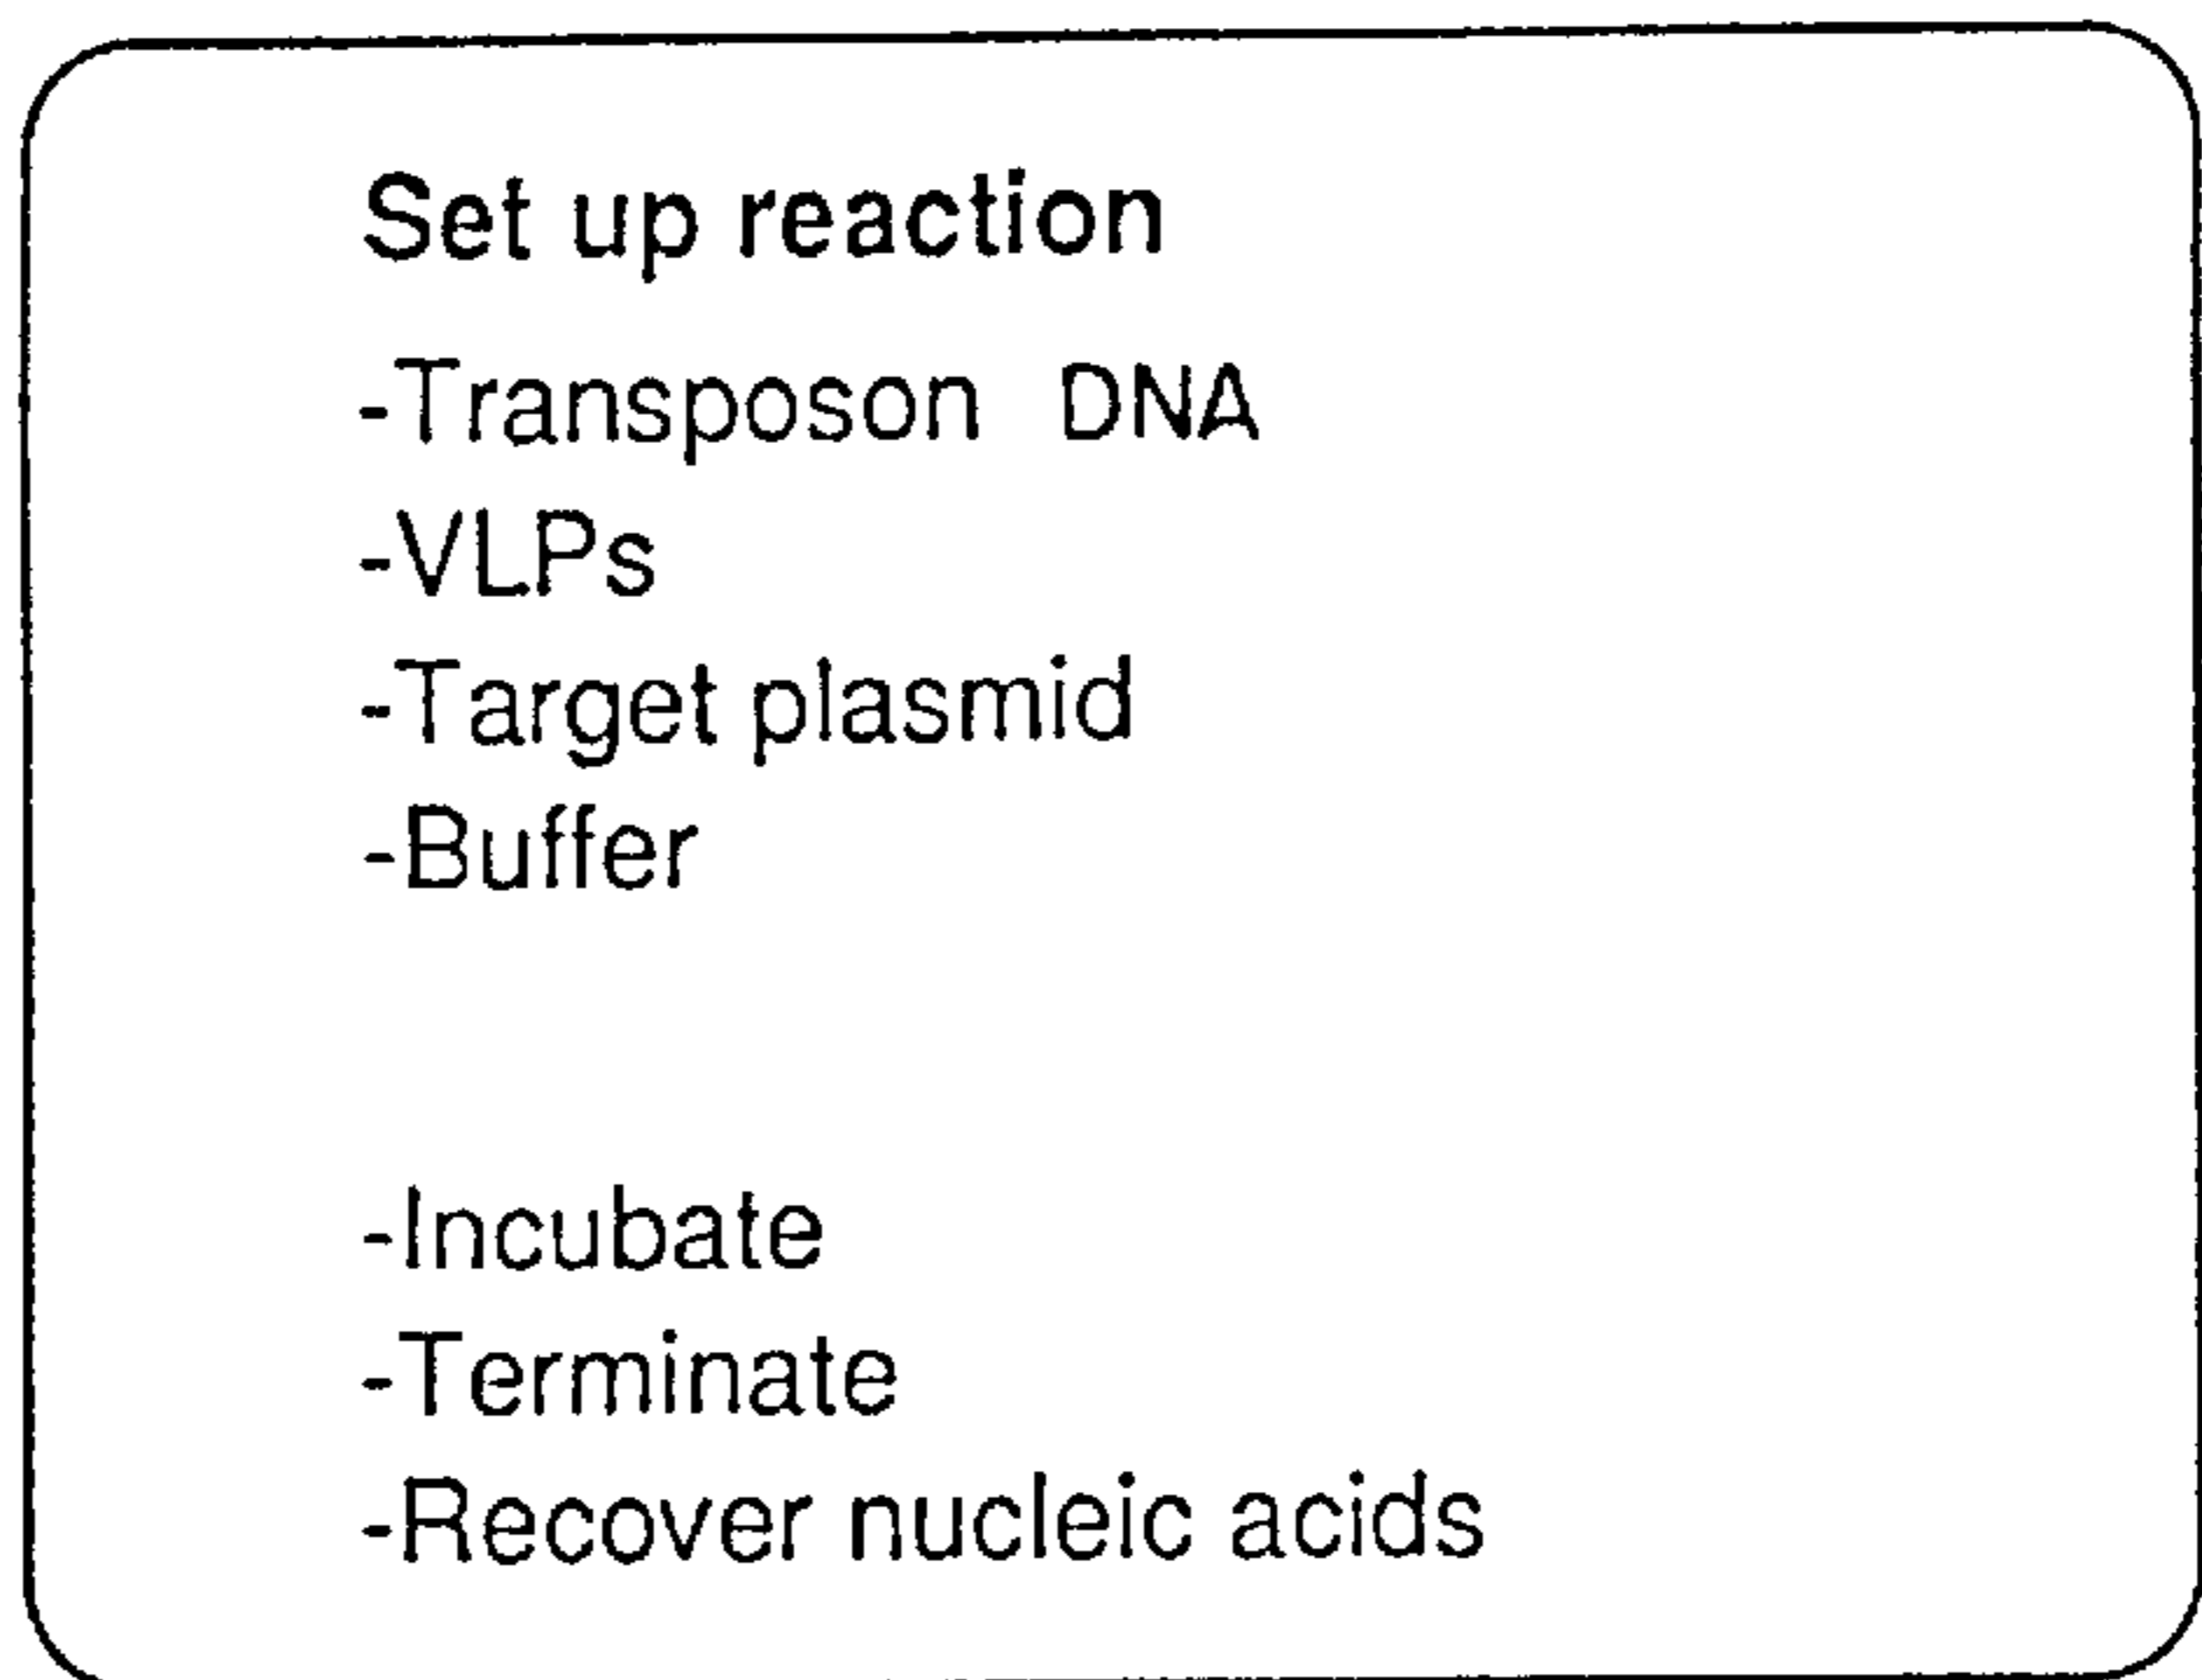 Set up reaction
-Transposon DNA
-VLPs
-Target plasmid
-Buffer
-Incubate
-Terminate
-Recover nucleic acids